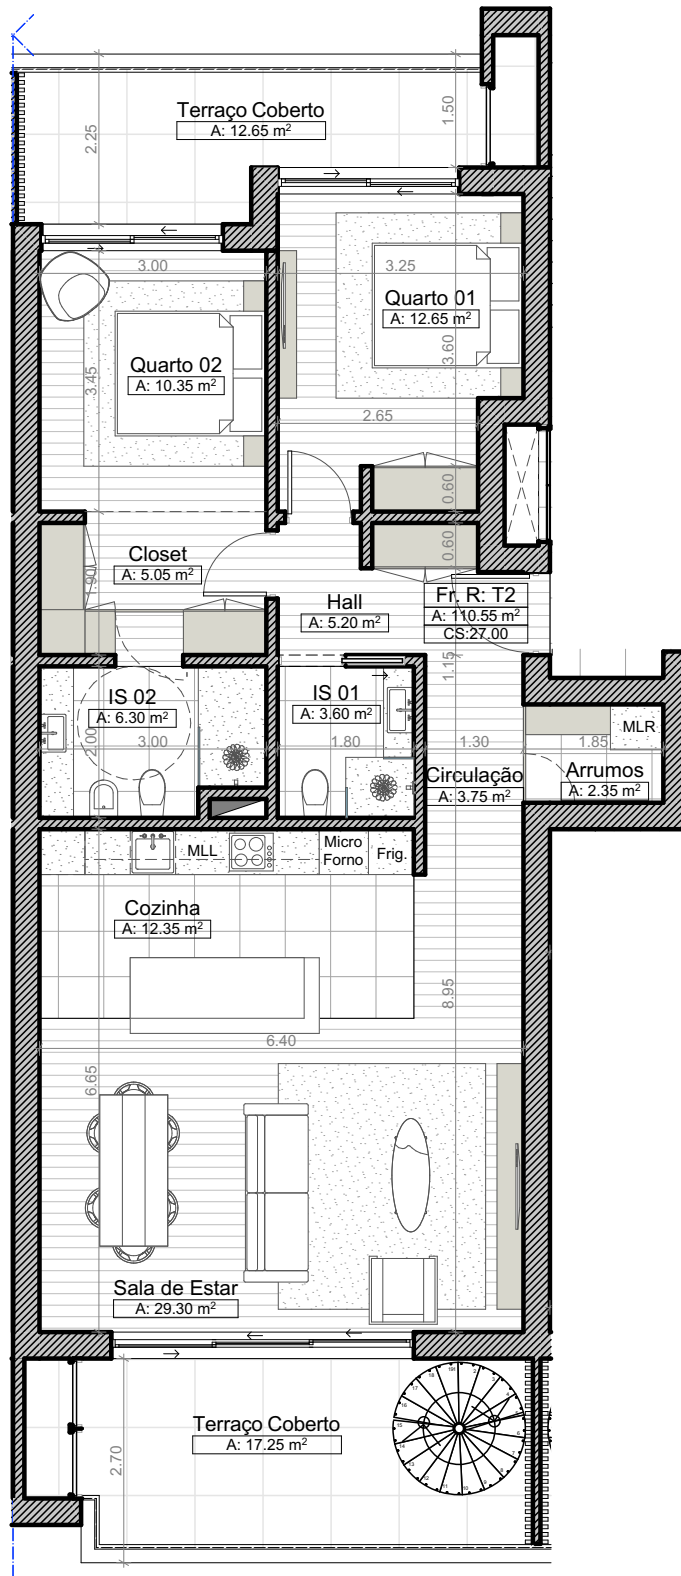 Terraço Coberto
A: 12.65 m²
1.50
2.25
3.00
3.25
Quarto 01
A: 12.65 m²
3.60
Quarto 02
A: 10.35 m²
3.45
2.65
0.60
0.60
Closet
A: 5.05 m²
1.90
Hall
A: 5.20 m²
Fr. R: T2
A: 110.55 m²
CS:27.00
1.15
IS 02
A: 6.30 m²
IS 01
A: 3.60 m²
MLR
2.00
3.00
1.80
1.30
1.85
Circulação
A: 3.75 m²
Arrumos
A: 2.35 m²
MLL
Micro
Forno
Frig.
Cozinha
A: 12.35 m²
8.95
6.40
6.65
Sala de Estar
A: 29.30 m²
Terraço Coberto
A: 17.25 m²
2.70